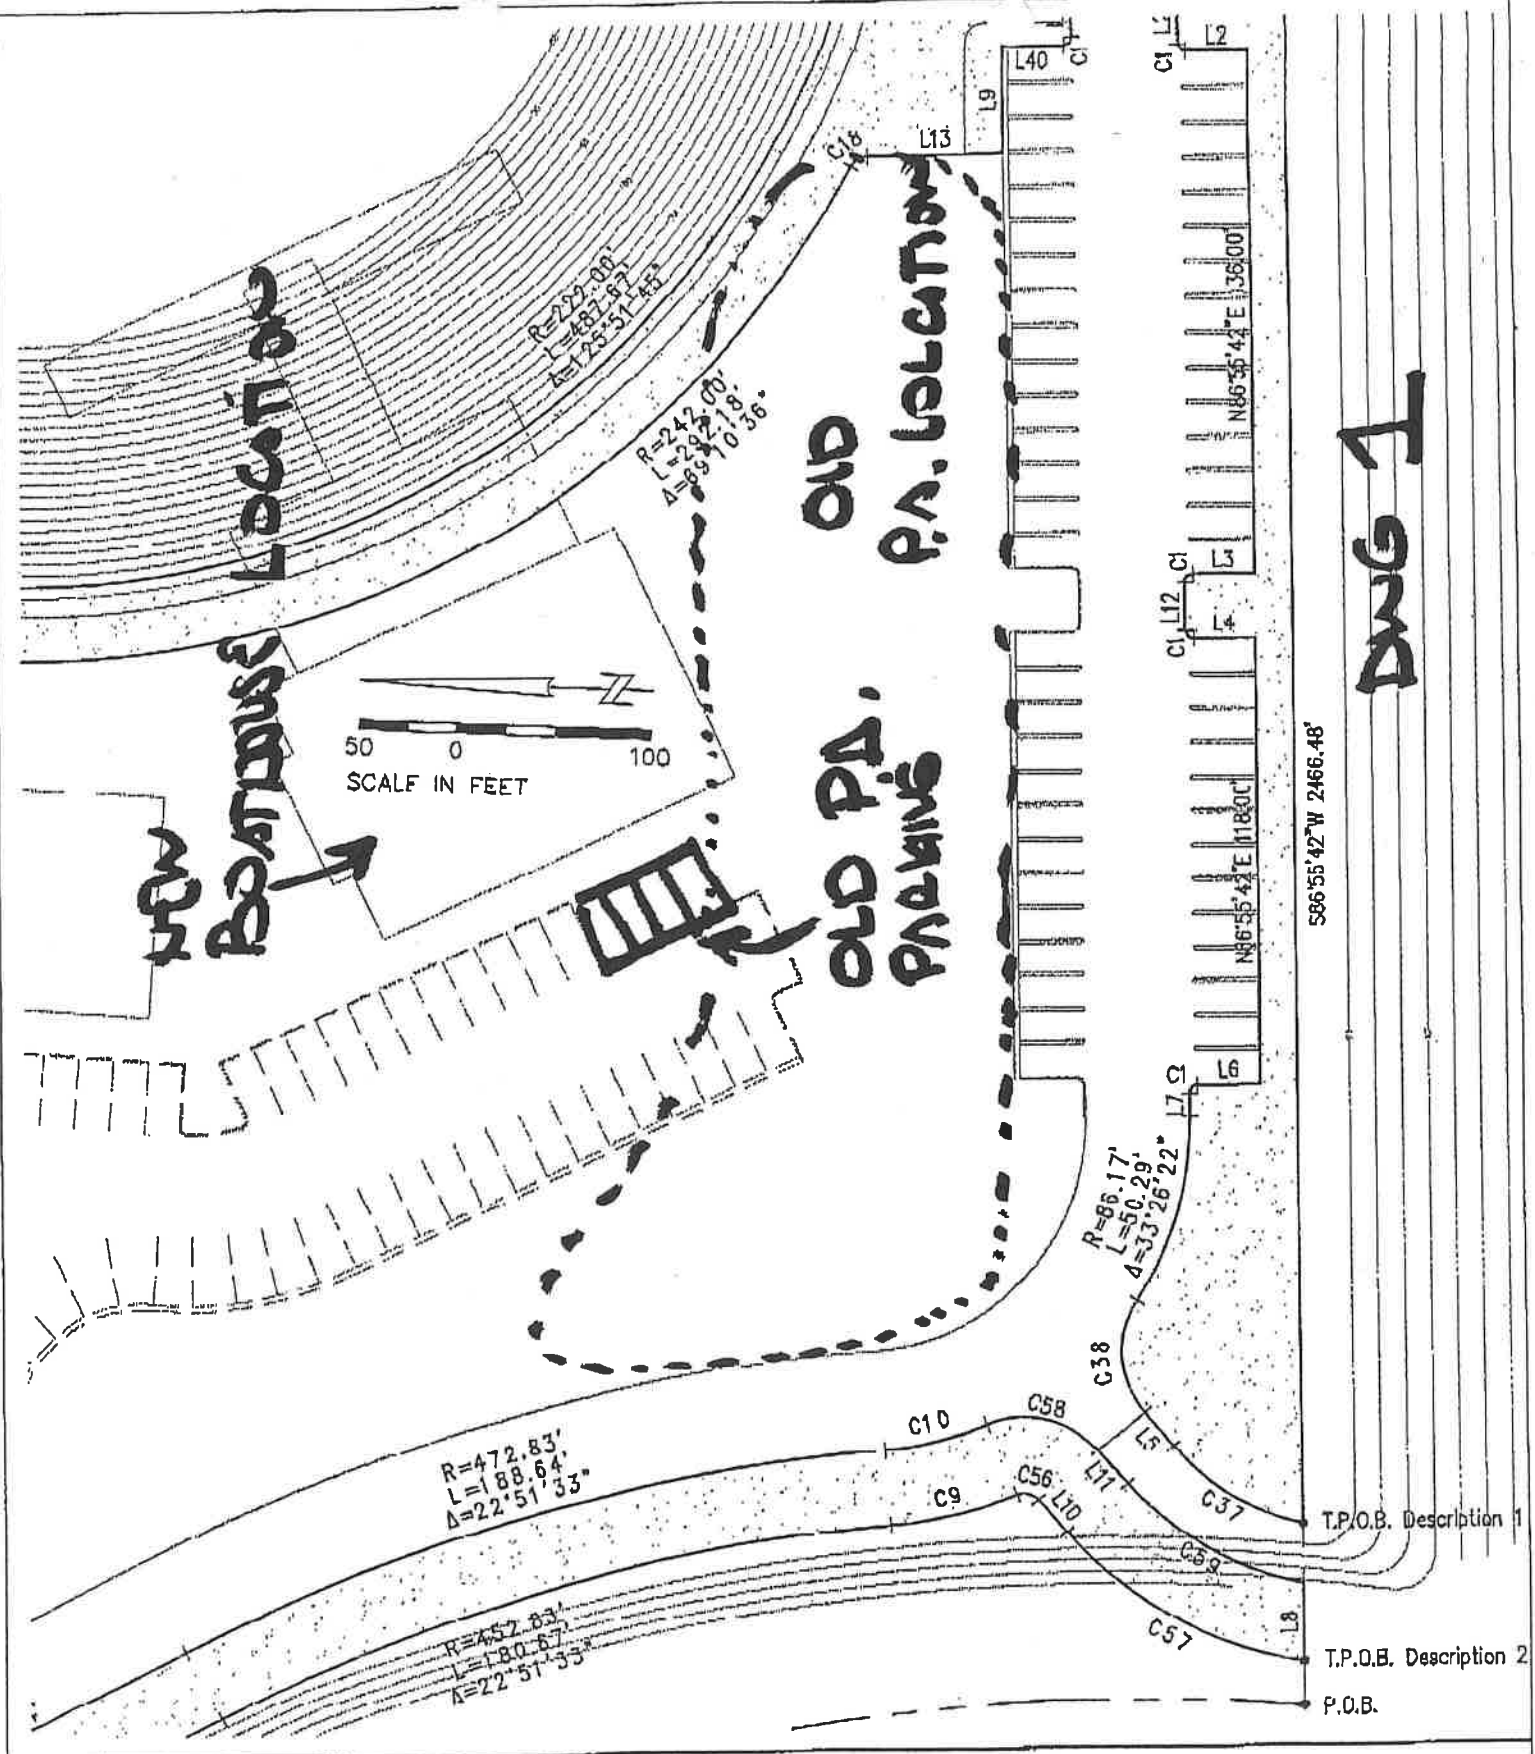 L40
C1
L9
L13
C18
C1
L2
R=222.00'
L=487.67'
Δ=125°51'45"
R=242.00'
L=292.18'
Δ=69°10'36"
OLD
P.A. LOCATION
N86°55'42"E 136.00'
NEW
BOATHOUSE LOCATION
C1
L3
L12
L4
C1
DWG 1
50 0 100
SCALE IN FEET
OLD P.A.
PARKING
N86°55'42"E 118.00'
S86°55'42"W 2466.48'
C1
L6
L7
R=86.17'
L=50.29'
Δ=33°26'22"
C38
C58
C10
L5
L11
C56
L10
C9
C37
C59
C57
L8
R=472.83'
L=188.64'
Δ=22°51'33"
R=452.83'
L=180.67'
Δ=22°51'33"
T.P.O.B. Description 1
T.P.O.B. Description 2
P.O.B.